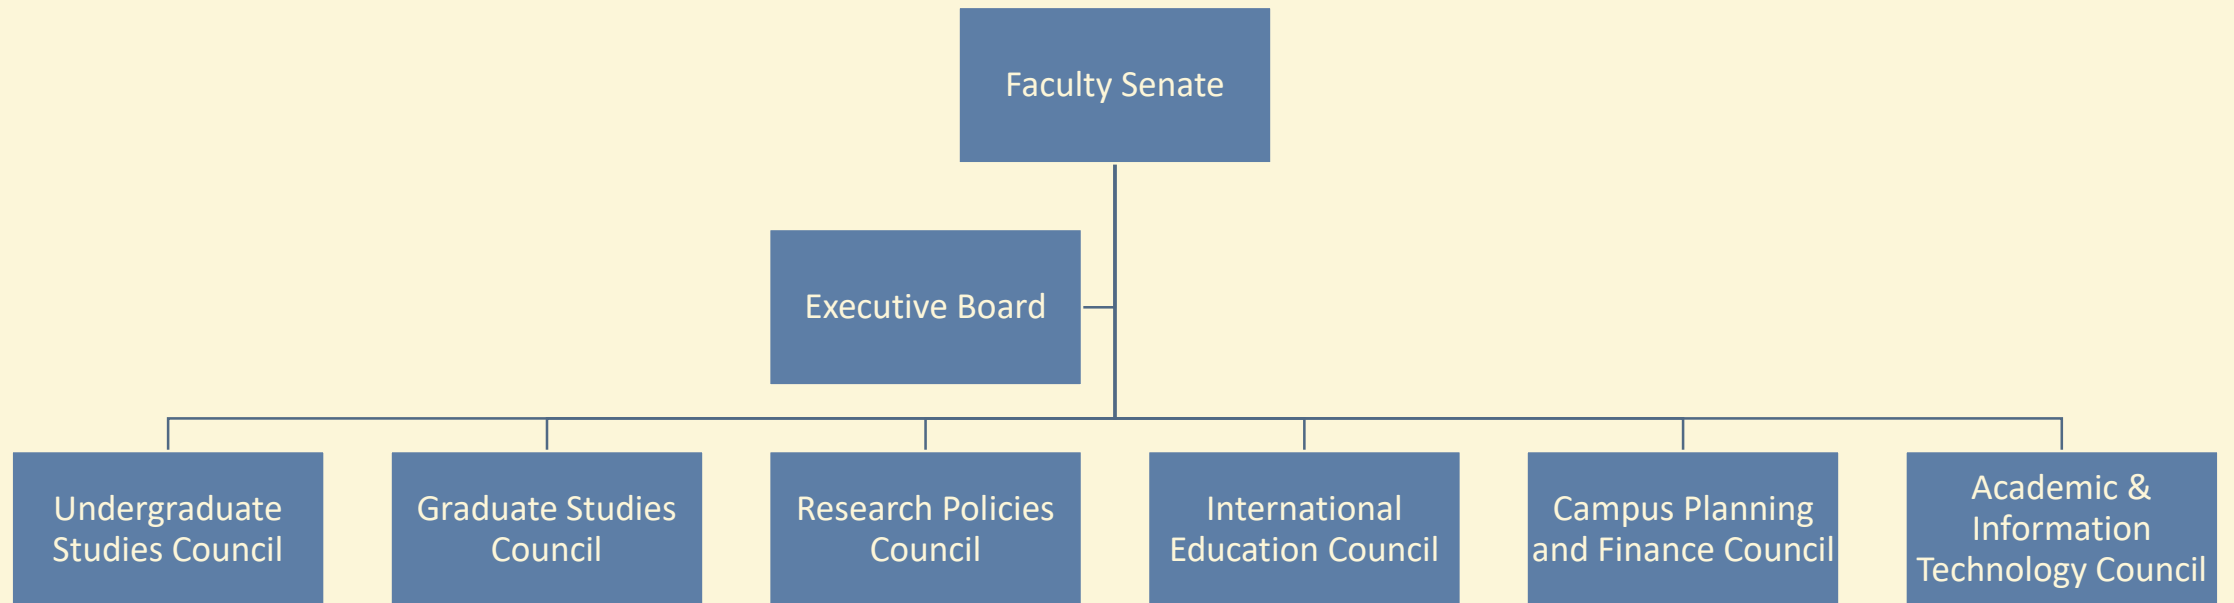 Faculty Senate
Executive Board
Undergraduate
Studies Council
Graduate Studies
Council
Research Policies
Council
International
Education Council
Campus Planning
and Finance Council
Academic &
Information
Technology Council